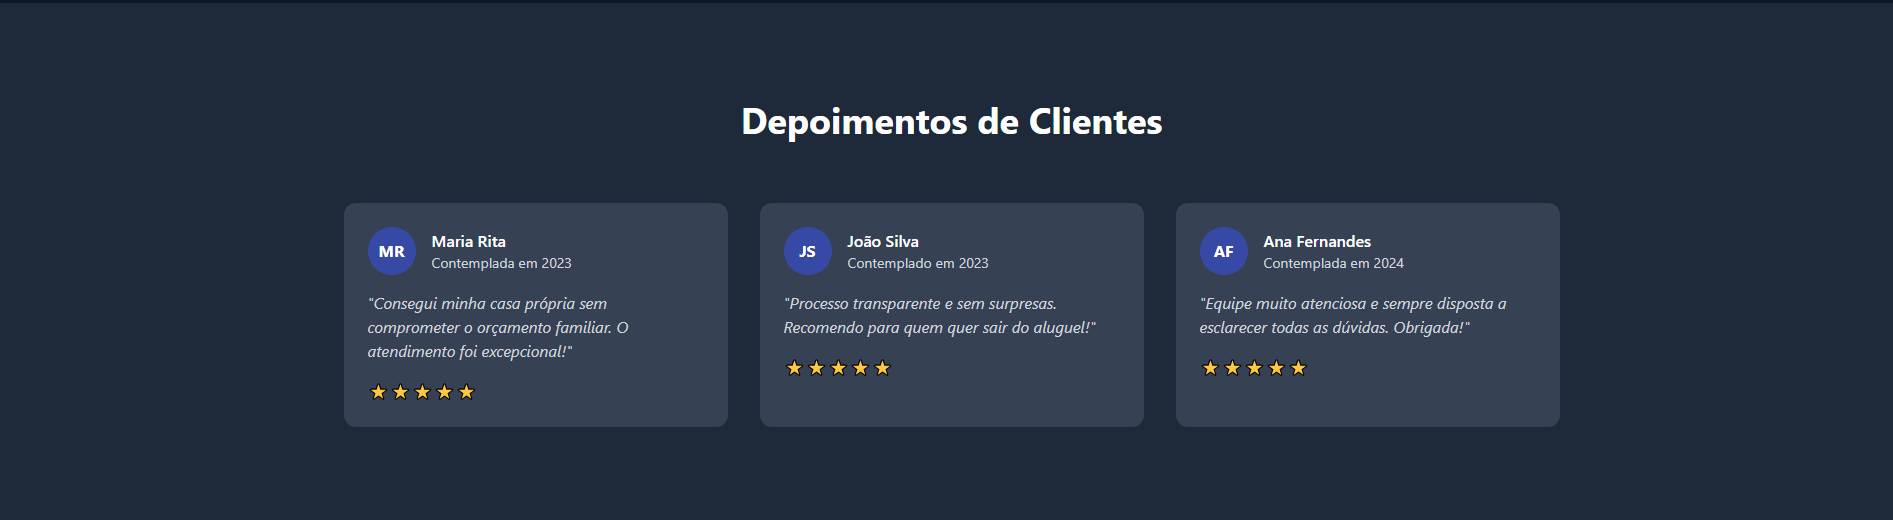 Depoimentos de Clientes
MR
Maria Rita
Contemplada em 2023
"Consegui minha casa própria sem
comprometer o orçamento familiar. O
atendimento foi excepcional!"
JS
João Silva
Contemplado em 2023
"Processo transparente e sem surpresas.
Recomendo para quem quer sair do aluguel!"
AF
Ana Fernandes
Contemplada em 2024
"Equipe muito atenciosa e sempre disposta a
esclarecer todas as dúvidas. Obrigada!"